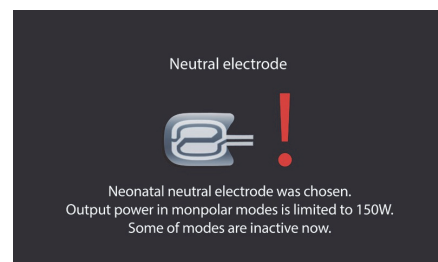 Neutral electrode
Neonatal neutral electrode was chosen.
Output power in monpolar modes is limited to 150W.
Some of modes are inactive now.